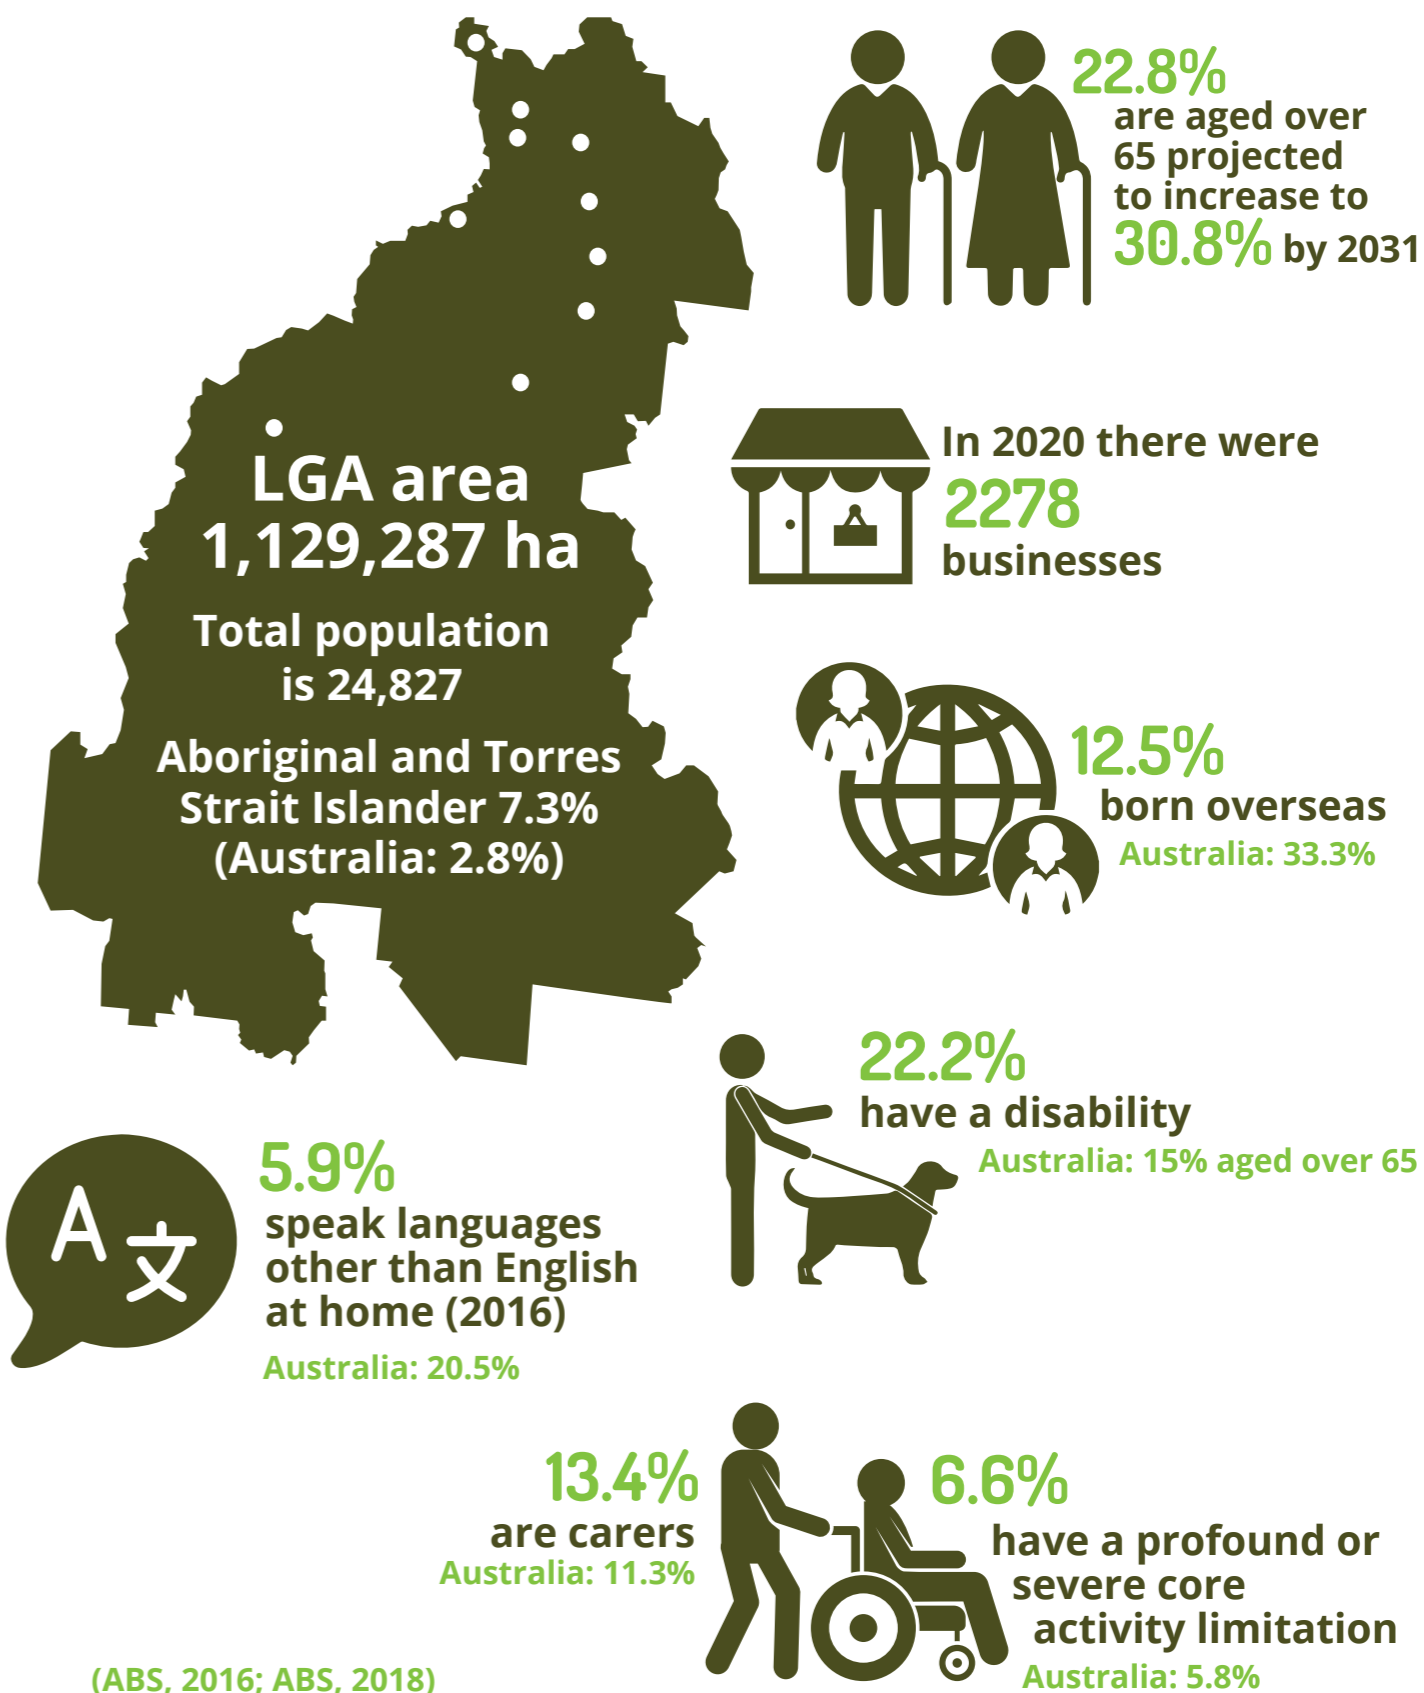 22.8%
are aged over
65 projected
to increase to
30.8% by 2031
In 2020 there were
2278
businesses
LGA area
1,129,287 ha
Total population
is 24,827
Aboriginal and Torres
Strait Islander 7.3%
(Australia: 2.8%)
12.5%
born overseas
Australia: 33.3%
22.2%
have a disability
Australia: 15% aged over 65
A 文
5.9%
speak languages
other than English
at home (2016)
Australia: 20.5%
13.4%
are carers
Australia: 11.3%
6.6%
have a profound or
severe core
activity limitation
Australia: 5.8%
(ABS, 2016; ABS, 2018)